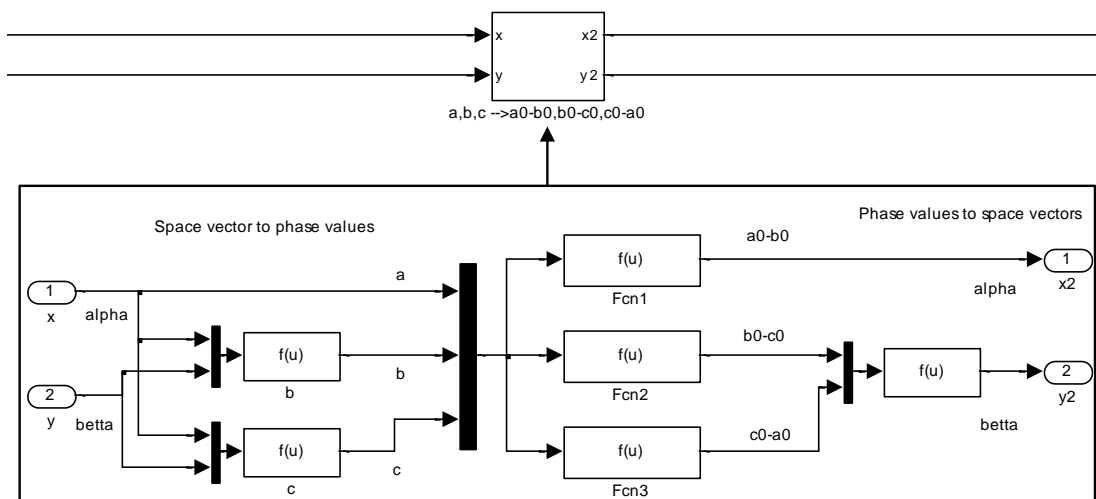 x x2
y y2
a,b,c -->a0-b0,b0-c0,c0-a0
Space vector to phase values
Phase values to space vectors
a0-b0
f(u)
Fcn1
1
x
alpha
a
alpha
1
x2
f(u)
b
b
b0-c0
f(u)
Fcn2
f(u)
2
y
betta
2
y2
betta
f(u)
c
c
c0-a0
f(u)
Fcn3